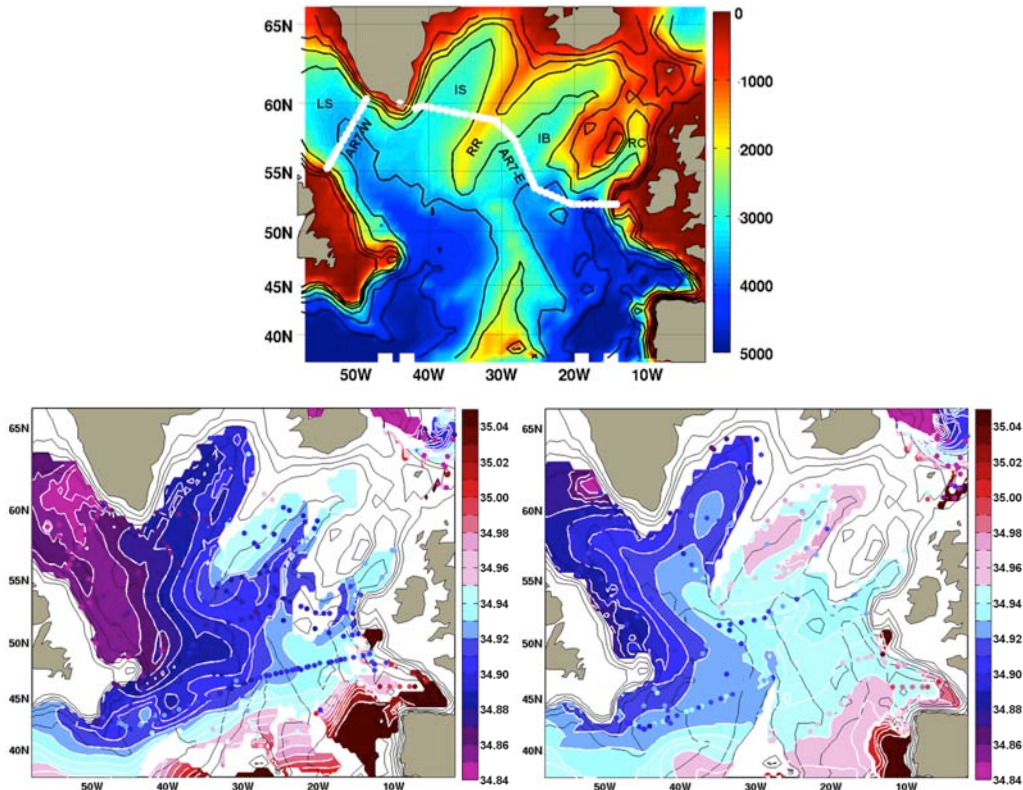 65N
60N
55N
50N
45N
40N
50W 40W 30W 20W 10W
LS
AR7/W
IS
RR
IB
AR7-E
RC
0
-1000
-2000
-3000
-4000
-5000
65N
60N
55N
50N
45N
40N
50W 40W 30W 20W 10W
35.04
35.02
35.00
34.98
34.96
34.94
34.92
34.90
34.88
34.86
34.84
65N
60N
55N
50N
45N
40N
50W 40W 30W 20W 10W
35.04
35.02
35.00
34.98
34.96
34.94
34.92
34.90
34.88
34.86
34.84